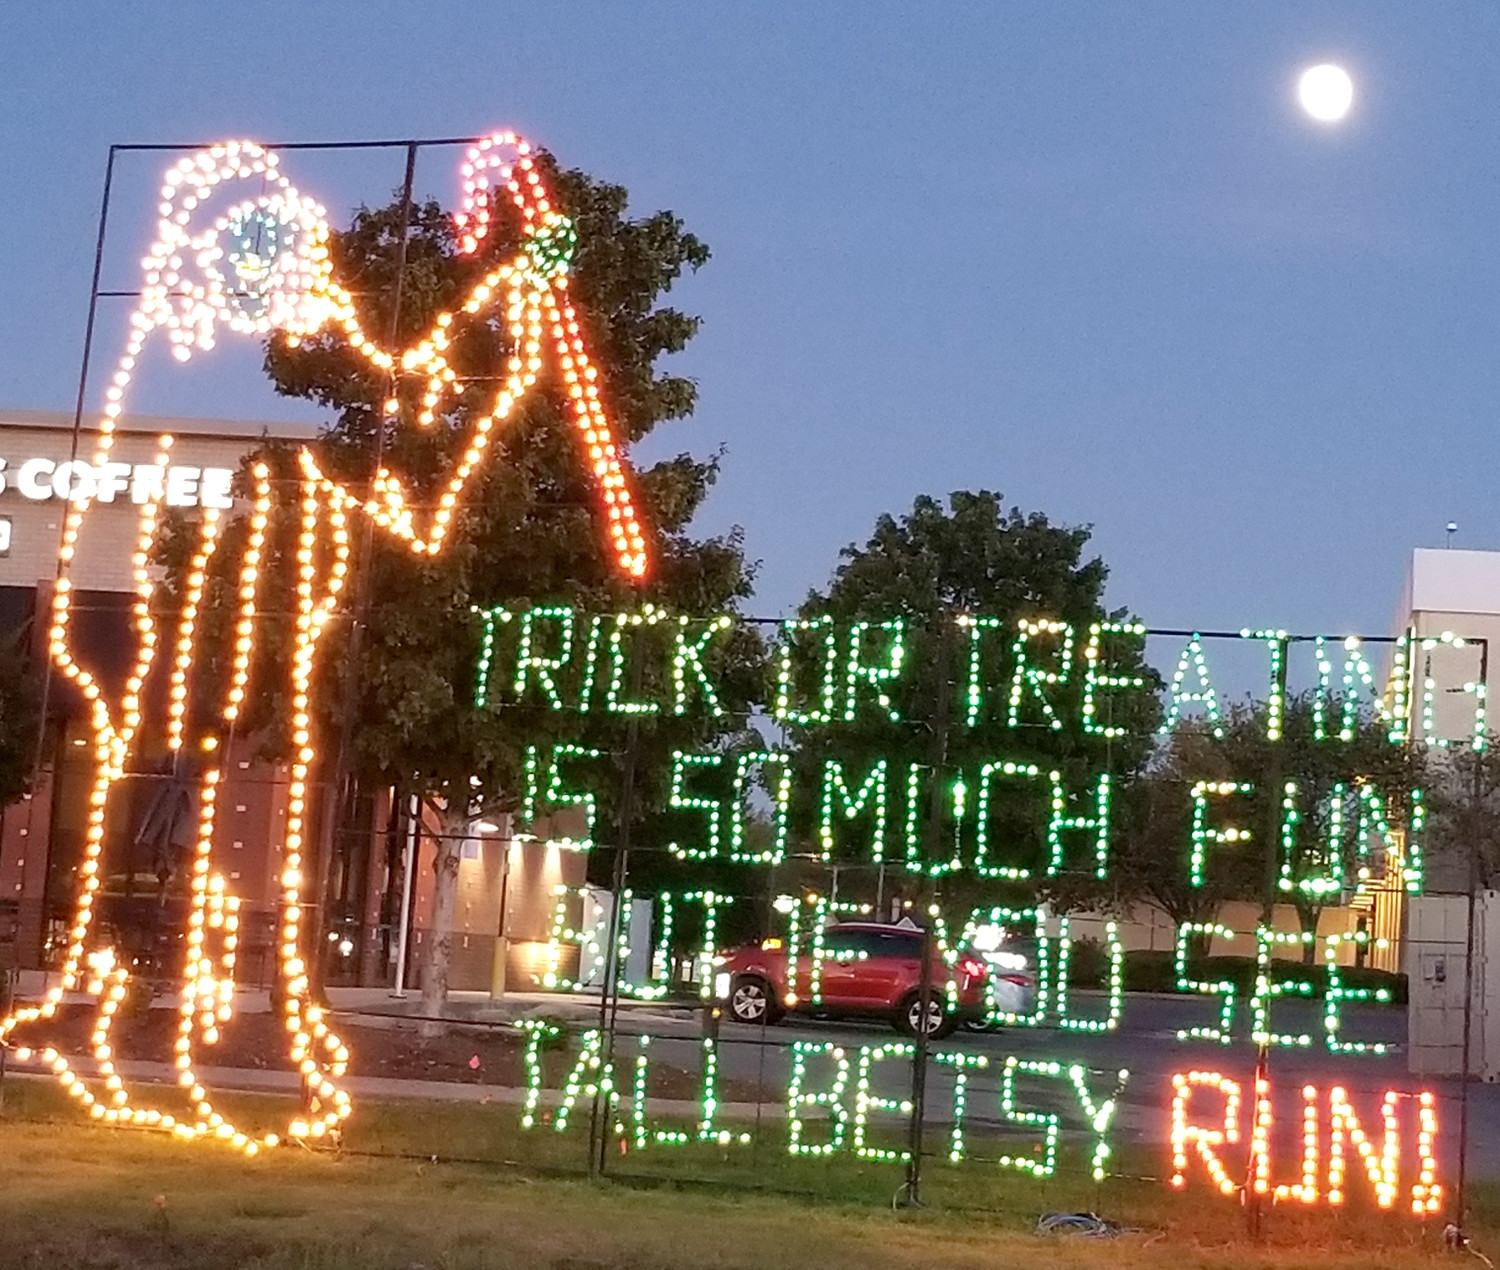 S COFFEE
TRICK OR TREATING
IS SO MUCH FUN
BUT IF YOU SEE
TALL BETSY RUN!